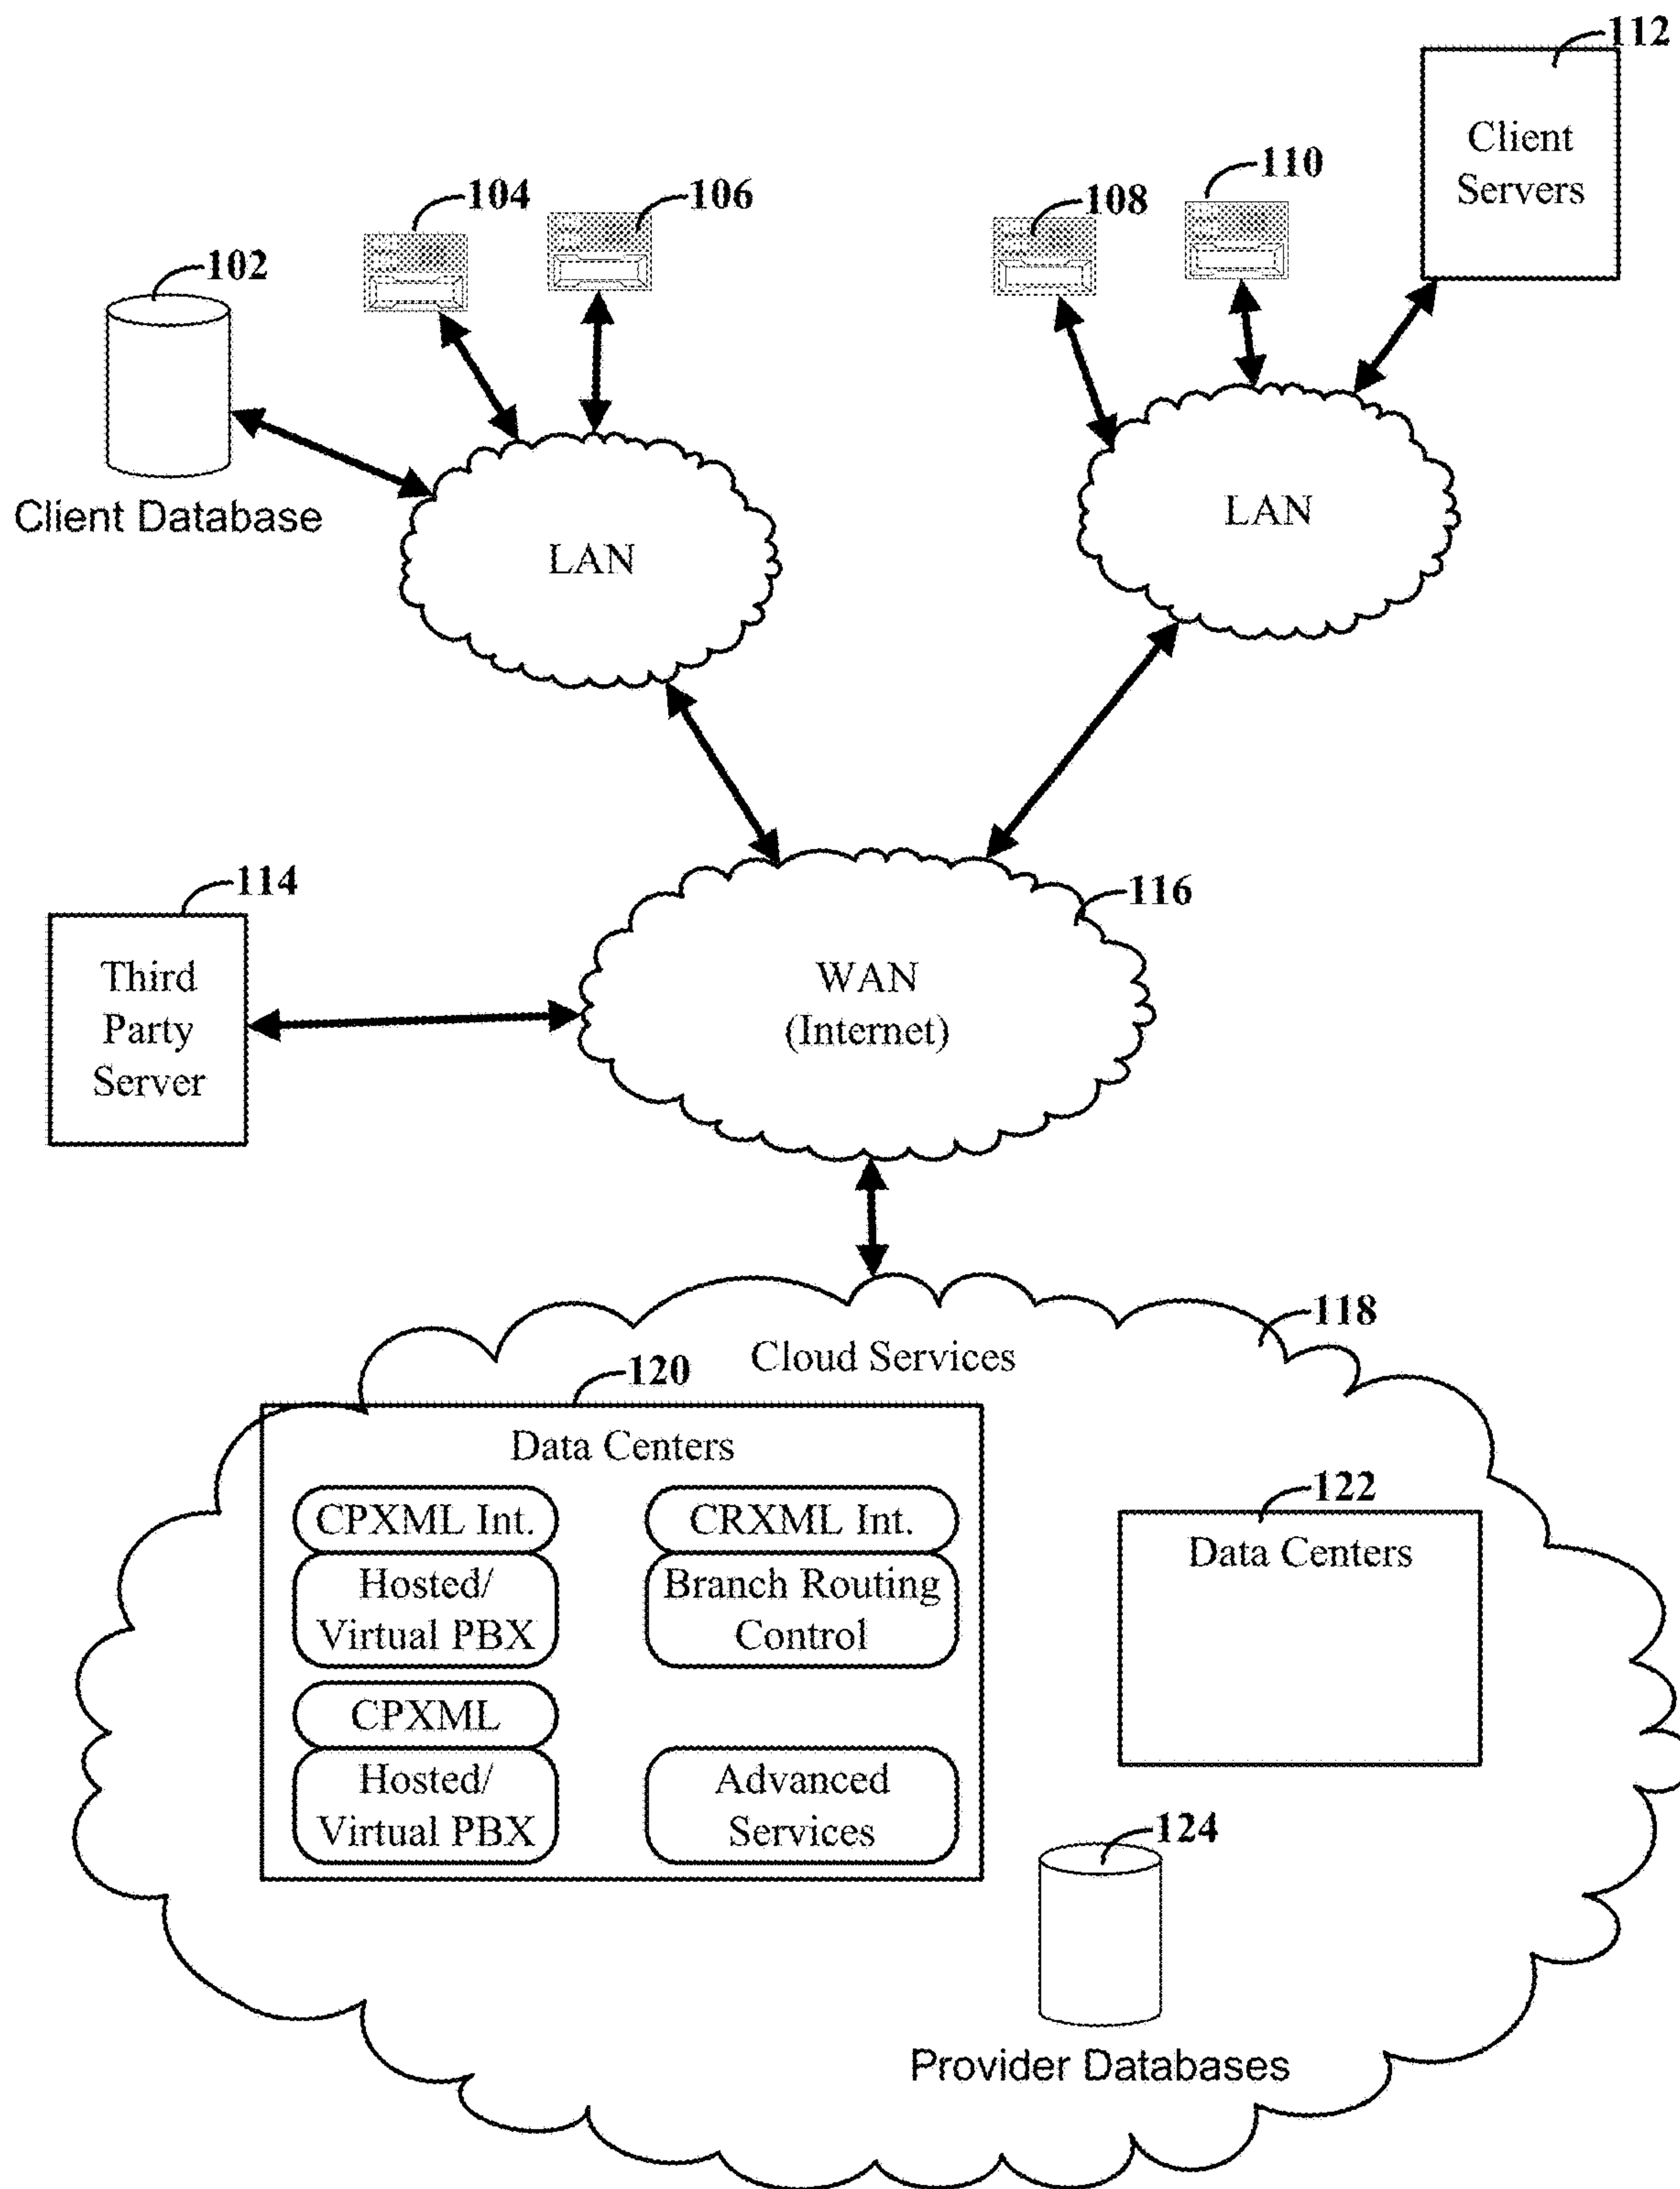 112
Client
Servers
110
104
106
108
102
Client Database
LAN
LAN
114
116
Third
Party
Server
WAN
(Internet)
118
Cloud Services
120
Data Centers
CPXML Int.
CRXML Int.
Hosted/
Virtual PBX
Branch Routing
Control
CPXML
Hosted/
Virtual PBX
Advanced
Services
122
Data Centers
124
Provider Databases